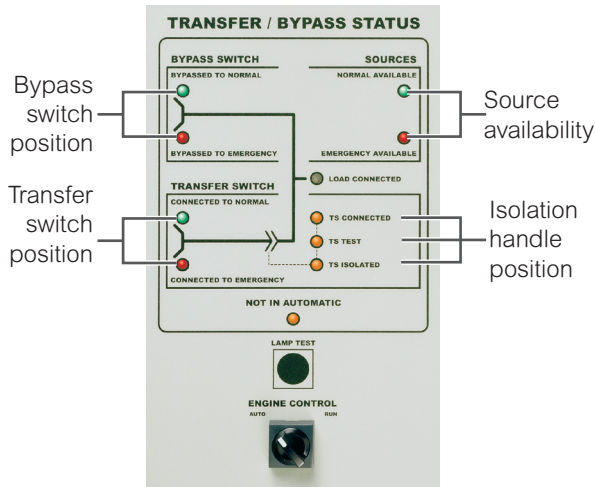 TRANSFER / BYPASS STATUS
BYPASS SWITCH
SOURCES
BYPASSED TO NORMAL
NORMAL AVAILABLE
BYPASSED TO EMERGENCY
EMERGENCY AVAILABLE
LOAD CONNECTED
TRANSFER SWITCH
CONNECTED TO NORMAL
TS CONNECTED
TS TEST
TS ISOLATED
CONNECTED TO EMERGENCY
NOT IN AUTOMATIC
LAMP TEST
ENGINE CONTROL
AUTO
RUN
Bypass
switch
position
Transfer
switch
position
Source
availability
Isolation
handle
position